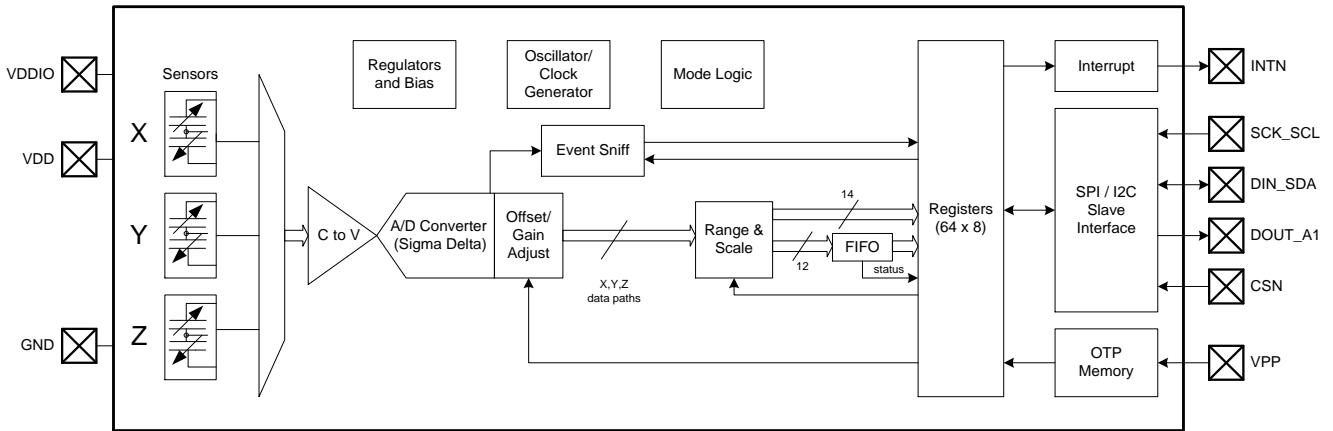 VDDIO
VDD
GND
Sensors
X
Y
Z
Regulators
and Bias
Oscillator/
Clock
Generator
Mode Logic
Event Sniff
C to V
A/D Converter
(Sigma Delta)
Offset/
Gain
Adjust
X,Y,Z
data paths
Range &
Scale
14
12
FIFO
status
Registers
(64 x 8)
Interrupt
SPI / I2C
Slave
Interface
OTP
Memory
INTN
SCK_SCL
DIN_SDA
DOUT_A1
CSN
VPP